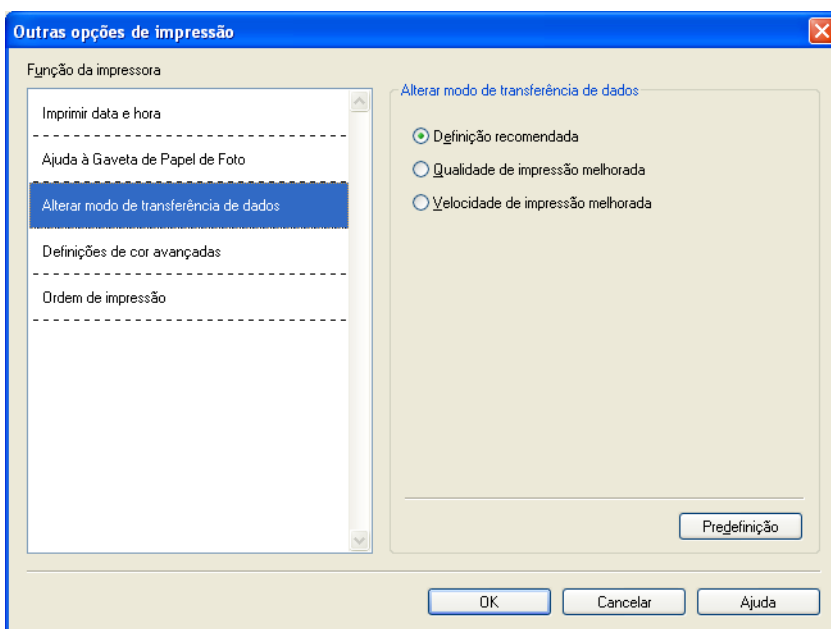 Outras opções de impressão
Função da impressora
Imprimir data e hora
Ajuda à Gaveta de Papel de Foto
Alterar modo de transferência de dados
Definições de cor avançadas
Ordem de impressão
Alterar modo de transferência de dados
Definição recomendada
Qualidade de impressão melhorada
Velocidade de impressão melhorada
Predefinição
OK Cancelar Ajuda